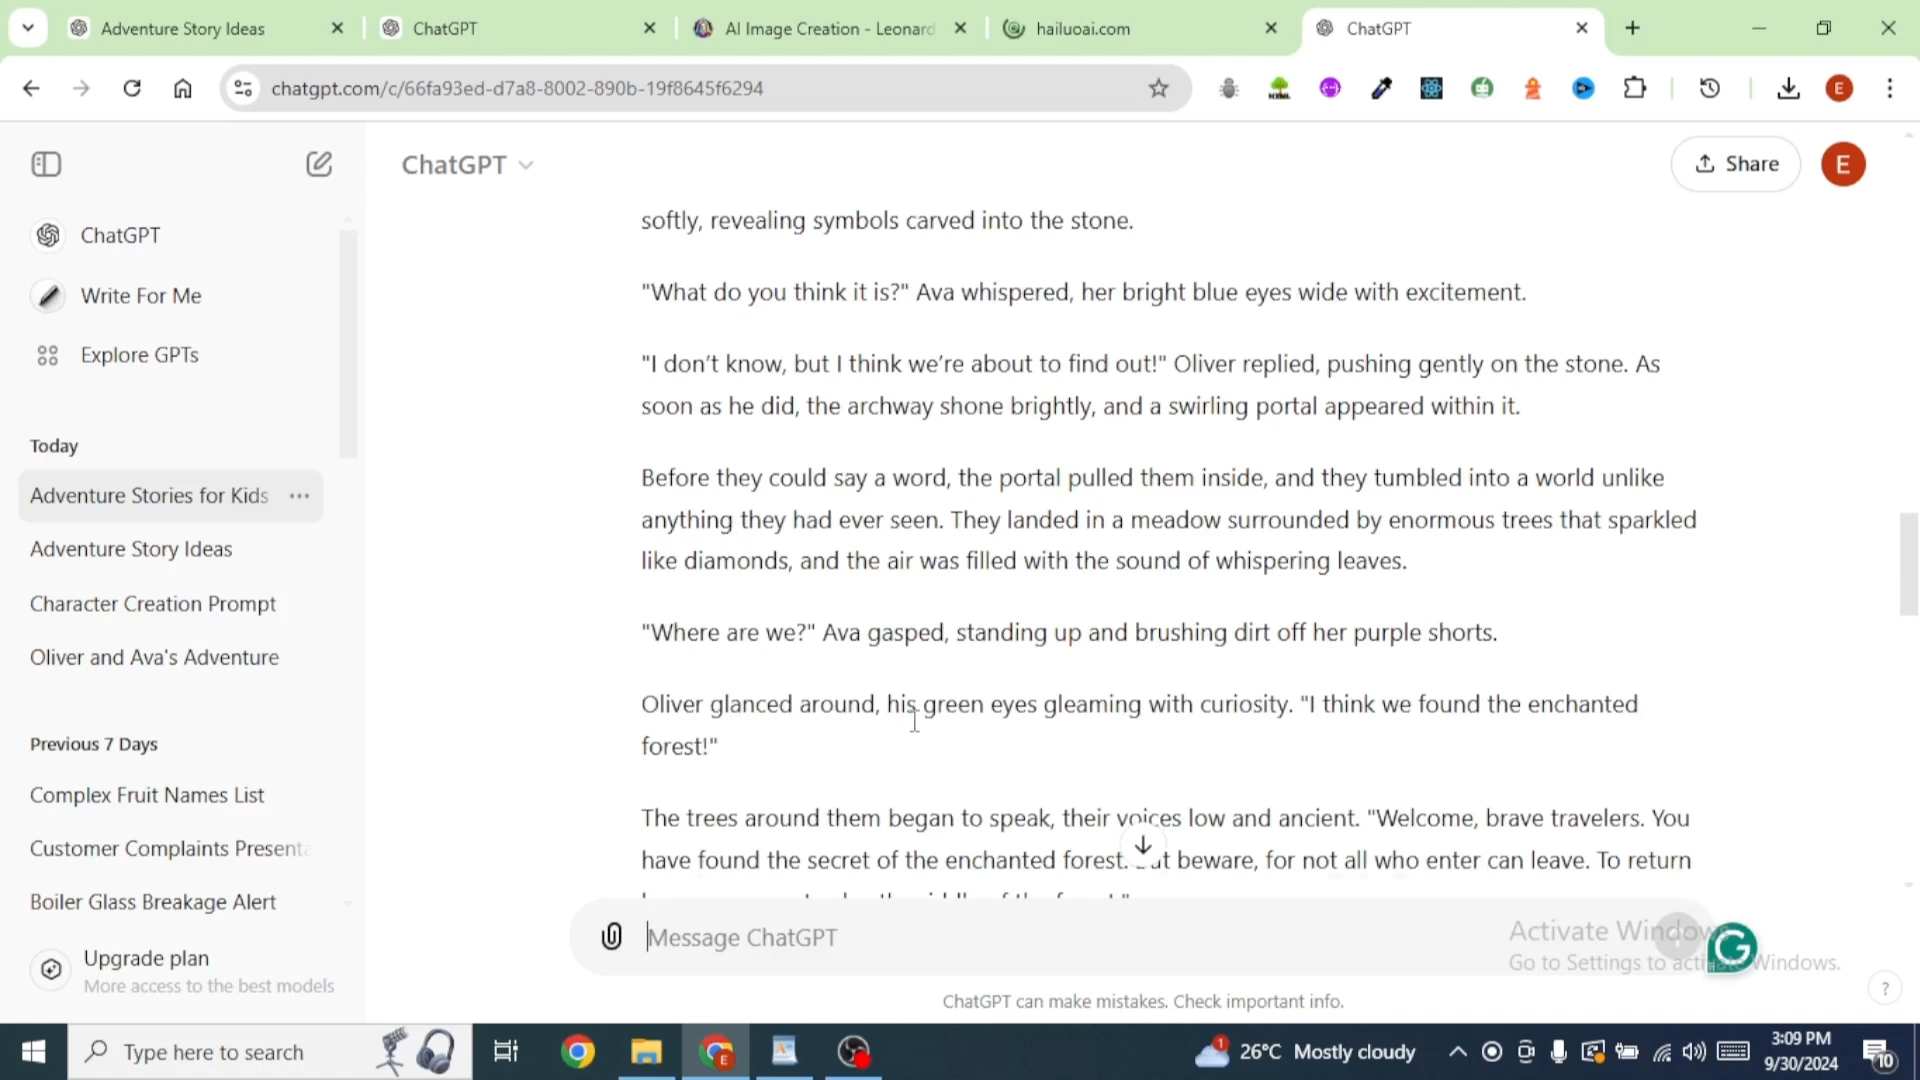 Adventure Story Ideas
ChatGPT
AI Image Creation - Leonard
hailuoai.com
ChatGPT
chatgpt.com/c/66fa93ed-d7a8-8002-890b-19f8645f6294
E
ChatGPT
Share
E
ChatGPT
Write For Me
Explore GPTs
Today
Adventure Stories for Kids
Adventure Story Ideas
Character Creation Prompt
Oliver and Ava's Adventure
Previous 7 Days
Complex Fruit Names List
Customer Complaints Presenta
Boiler Glass Breakage Alert
Upgrade plan
More access to the best models
softly, revealing symbols carved into the stone.
"What do you think it is?" Ava whispered, her bright blue eyes wide with excitement.
"I don’t know, but I think we’re about to find out!" Oliver replied, pushing gently on the stone. As
soon as he did, the archway shone brightly, and a swirling portal appeared within it.
Before they could say a word, the portal pulled them inside, and they tumbled into a world unlike
anything they had ever seen. They landed in a meadow surrounded by enormous trees that sparkled
like diamonds, and the air was filled with the sound of whispering leaves.
"Where are we?" Ava gasped, standing up and brushing dirt off her purple shorts.
Oliver glanced around, his green eyes gleaming with curiosity. "I think we found the enchanted
forest!"
The trees around them began to speak, their voices low and ancient. "Welcome, brave travelers. You
have found the secret of the enchanted forest. But beware, for not all who enter can leave. To return
Message ChatGPT
Activate Windows
Go to Settings to activate Windows.
ChatGPT can make mistakes. Check important info.
?
Type here to search
26°C Mostly cloudy
3:09 PM
9/30/2024
10